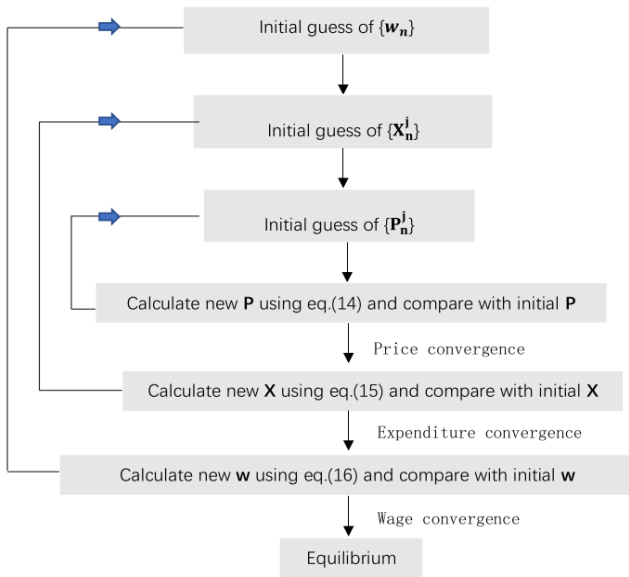 Initial guess of {w_n}
Initial guess of {X_n^j}
Initial guess of {P_n^j}
Calculate new P using eq.(14) and compare with initial P
Price convergence
Calculate new X using eq.(15) and compare with initial X
Expenditure convergence
Calculate new w using eq.(16) and compare with initial w
Wage convergence
Equilibrium